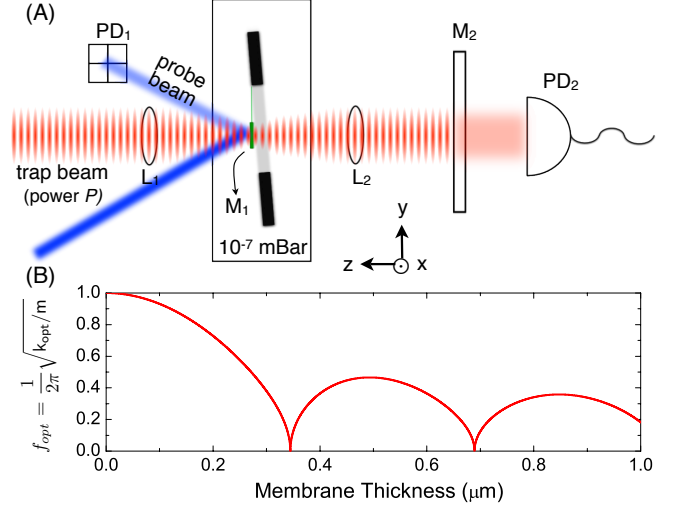 (A)
PD₁
M₂
probe
beam
PD₂
trap beam
(power P)
L₁
L₂
M₁
10⁻⁷ mBar
y
z
x
(B)
f_opt = 1/2π √k_opt/m
1.0
0.8
0.6
0.4
0.2
0.0
0.0 0.2 0.4 0.6 0.8 1.0
Membrane Thickness (μm)